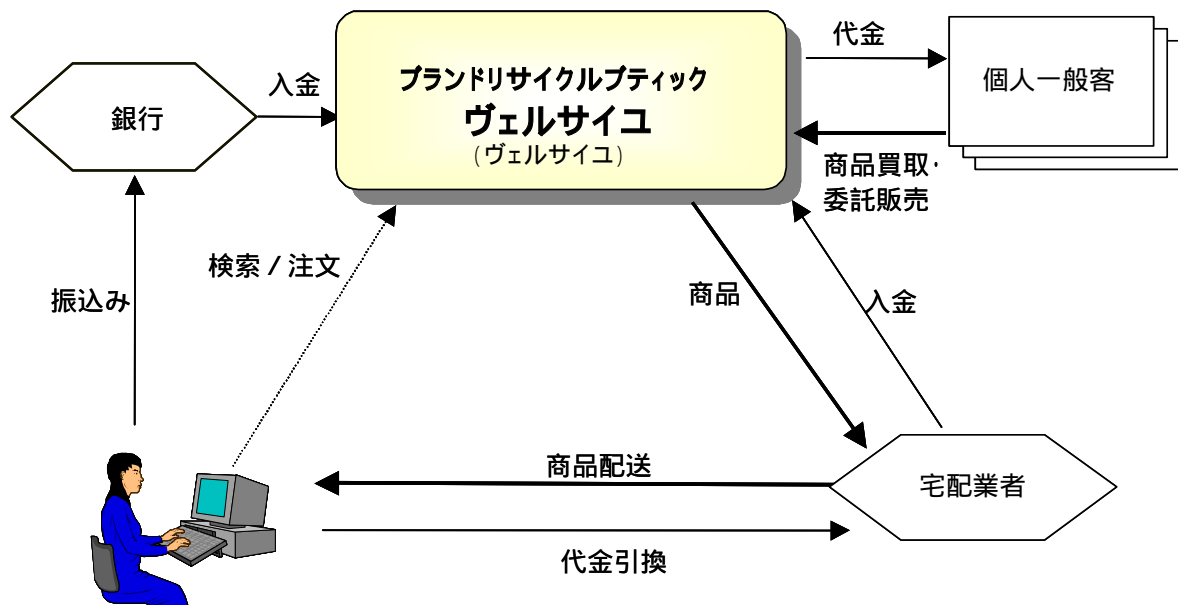 代金
個人一般客
ブランドリサイクルブティック
ヴェルサイユ
(ヴェルサイユ)
入金
銀行
商品買取・
委託販売
検索 / 注文
振込み
商品
入金
商品配送
宅配業者
代金引換